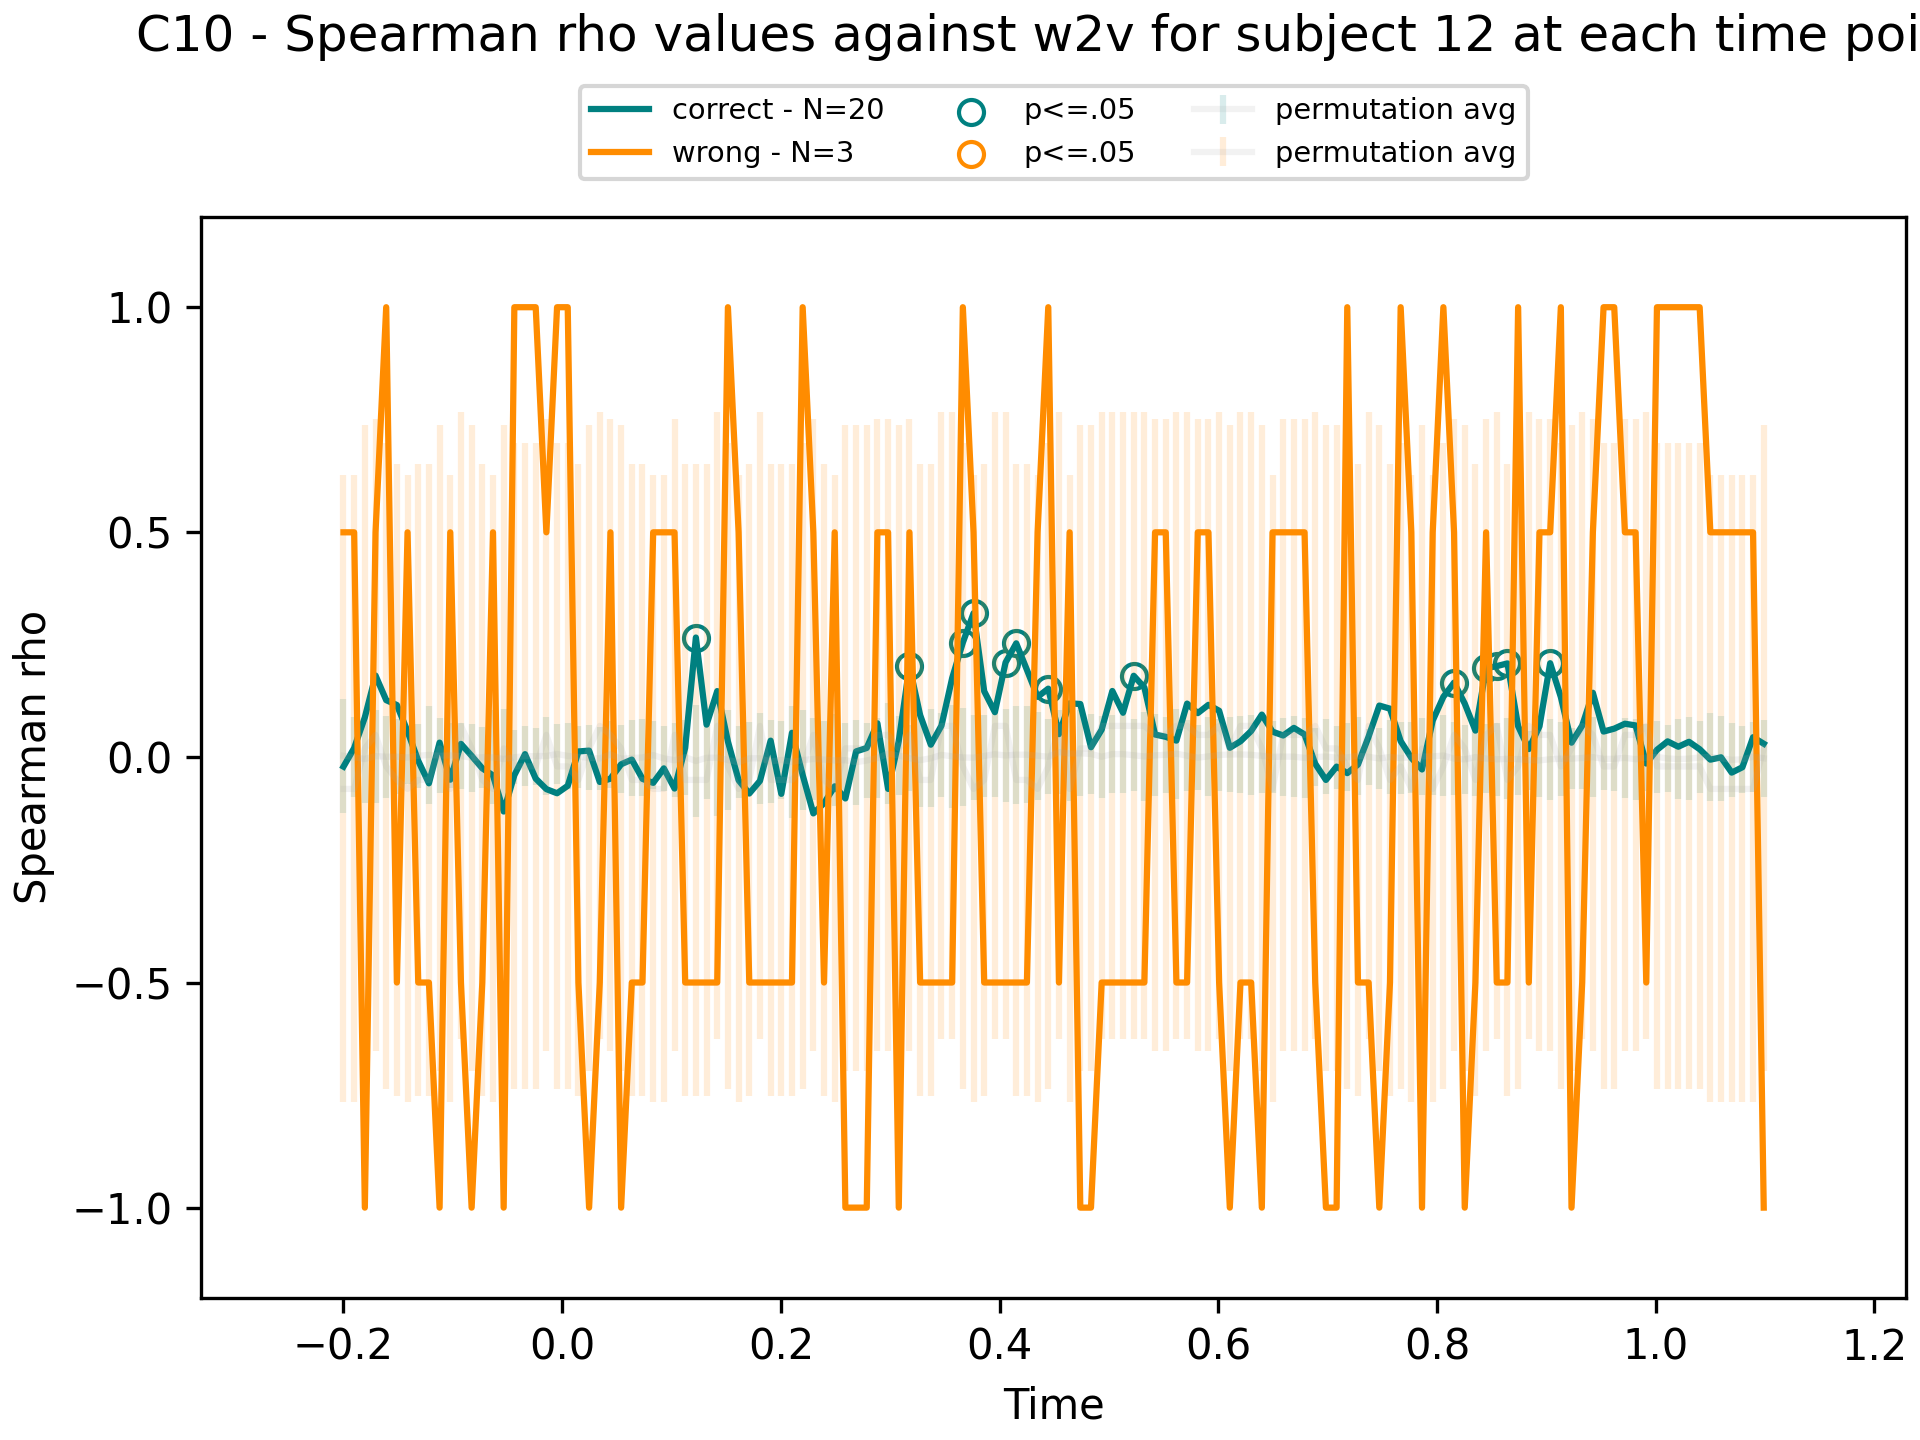 C10 - Spearman rho values against w2v for subject 12 at each time poi
correct - N=20 p<=.05 permutation avg
wrong - N=3 p<=.05 permutation avg
Spearman rho
1.0
0.5
0.0
−0.5
−1.0
−0.2 0.0 0.2 0.4 0.6 0.8 1.0 1.2
Time